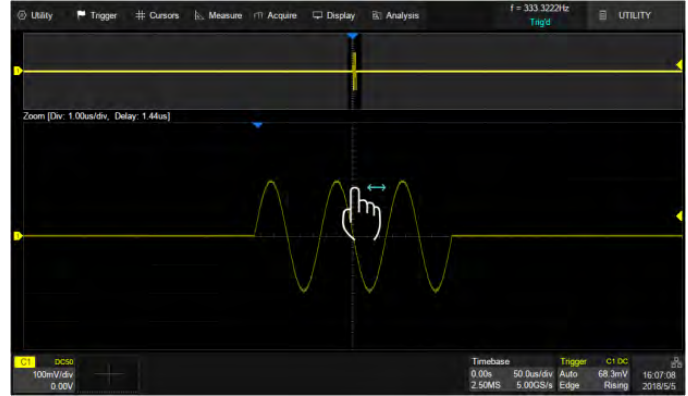 Utility Trigger Cursors Measure Acquire Display Analysis f = 333.3222Hz UTILITY
Trig'd
Zoom [Div: 1.00us/div, Delay: 1.44us]
C1 DC50 Timebase Trigger C1 DC
100mV/div 0.00s 50.0us/div Auto 68.3mV 16:07:08
0.00V 2.50MS 5.00GS/s Edge Rising 2018/5/5